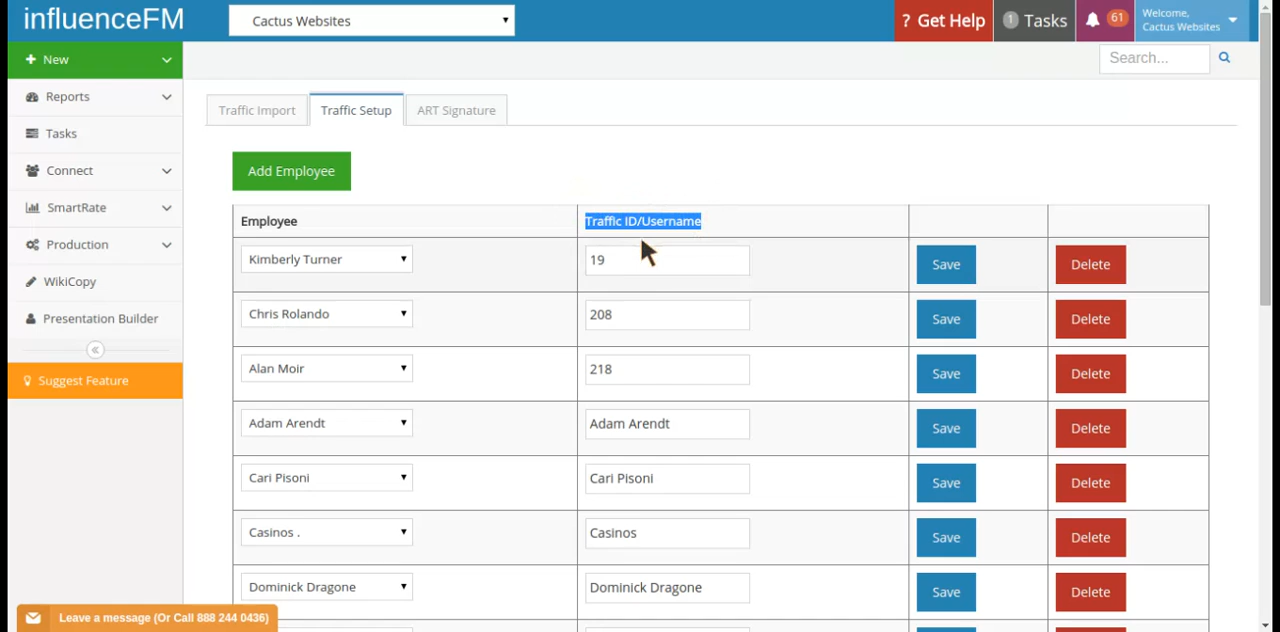 influenceFM
Cactus Websites
? Get Help
1 Tasks
61
Welcome,
Cactus Websites
New
Search...
Reports
Tasks
Connect
SmartRate
Production
WikiCopy
Presentation Builder
Suggest Feature
Traffic Import
Traffic Setup
ART Signature
Add Employee
Employee Traffic ID/Username
Kimberly Turner 19 Save Delete
Chris Rolando 208 Save Delete
Alan Moir 218 Save Delete
Adam Arendt Adam Arendt Save Delete
Cari Pisoni Cari Pisoni Save Delete
Casinos . Casinos Save Delete
Dominick Dragone Dominick Dragone Save Delete
Leave a message (Or Call 888 244 0436)